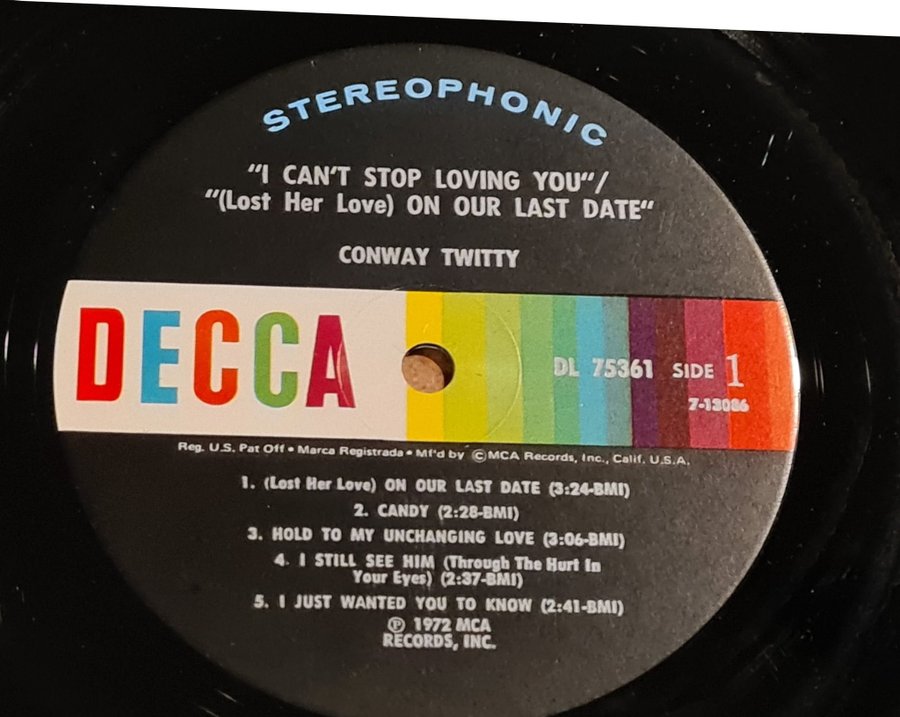 STEREOPHONIC
"I CAN'T STOP LOVING YOU"/
"(Lost Her Love) ON OUR LAST DATE"
CONWAY TWITTY
DECCA
DL 75361 SIDE 1
7-13086
Reg. U.S. Pat Off • Marca Registrada • Mf'd by ©MCA Records, Inc., Calif. U.S.A.
1. (Lost Her Love) ON OUR LAST DATE (3:24-BMI)
2. CANDY (2:28-BMI)
3. HOLD TO MY UNCHANGING LOVE (3:06-BMI)
4. I STILL SEE HIM (Through The Hurt In
Your Eyes) (2:37-BMI)
5. I JUST WANTED YOU TO KNOW (2:41-BMI)
℗ 1972 MCA
RECORDS, INC.